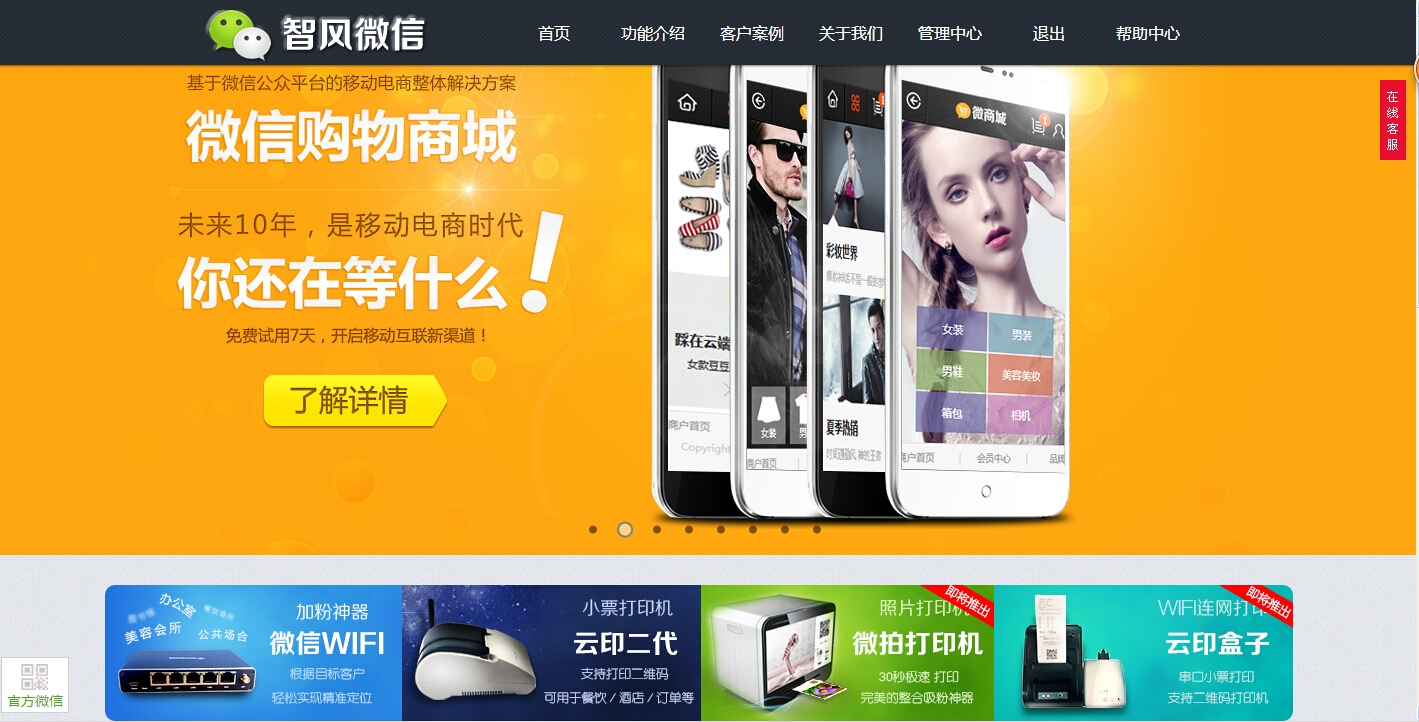 智风微信
首页
功能介绍
客户案例
关于我们
管理中心
退出
帮助中心
基于微信公众平台的移动电商整体解决方案
微信购物商城
未来10年，是移动电商时代
你还在等什么！
免费试用7天，开启移动互联新渠道！
了解详情
在线客服
踩在云端
女款豆豆
商户首页
Copyright
女装
男
商户首页
彩妆世界
夏季热销
微商城
1
女装
男装
男鞋
美容美妆
箱包
相机
商户首页
会员中心
品牌
办公室
美容会所
公共场合
加粉神器
微信WIFI
根据目标客户
轻松实现精准定位
小票打印机
云印二代
支持打印二维码
可用于餐饮 / 酒店 / 订单等
照片打印机
即将推出
微拍打印机
30秒极速 打印
完美的整合吸粉神器
WIFI连网打印
即将推出
云印盒子
串口小票打印
支持二维码打印机
官方微信